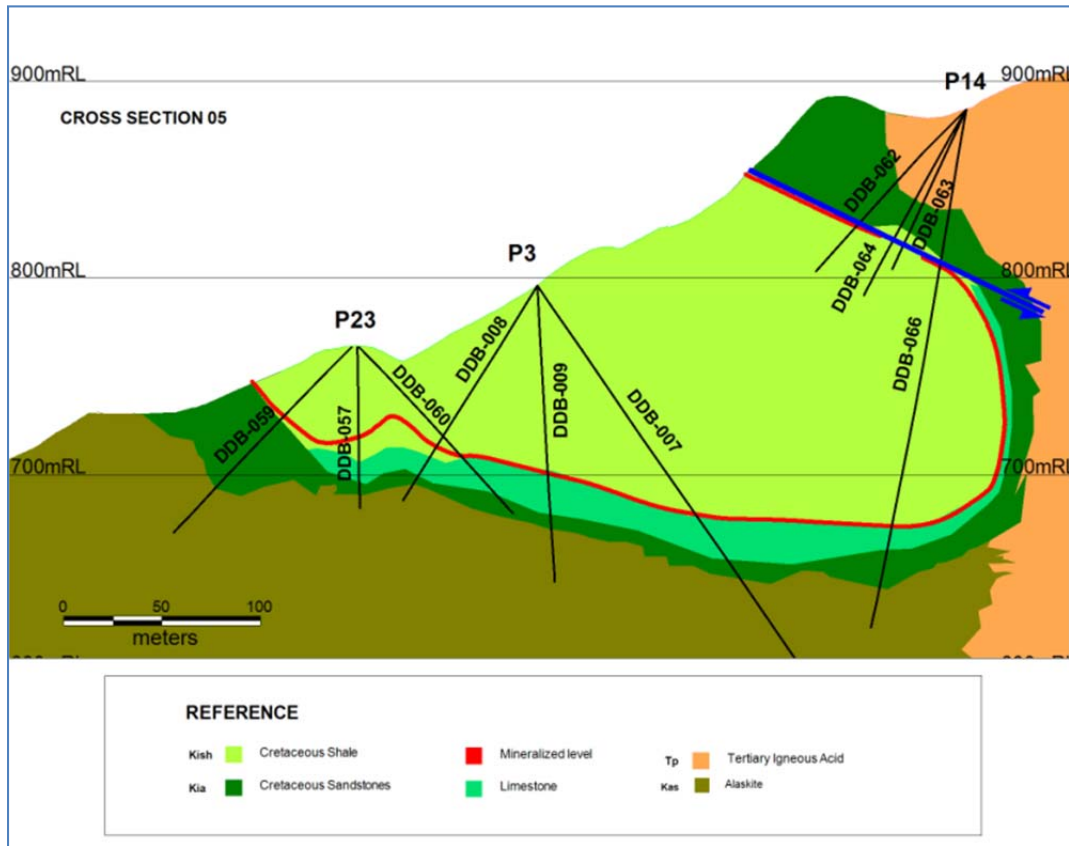 900mRL
900mRL
P14
CROSS SECTION 05
DDB-062
DDB-063
DDB-064
P3
800mRL
800mRL
P23
DDB-008
DDB-066
DDB-009
DDB-060
DDB-007
DDB-059
DDB-057
700mRL
700mRL
0 50 100
meters
REFERENCE
Kish Cretaceous Shale
Mineralized level
Tp Tertiary Igneous Acid
Kia Cretaceous Sandstones
Limestone
Kas Alaskite